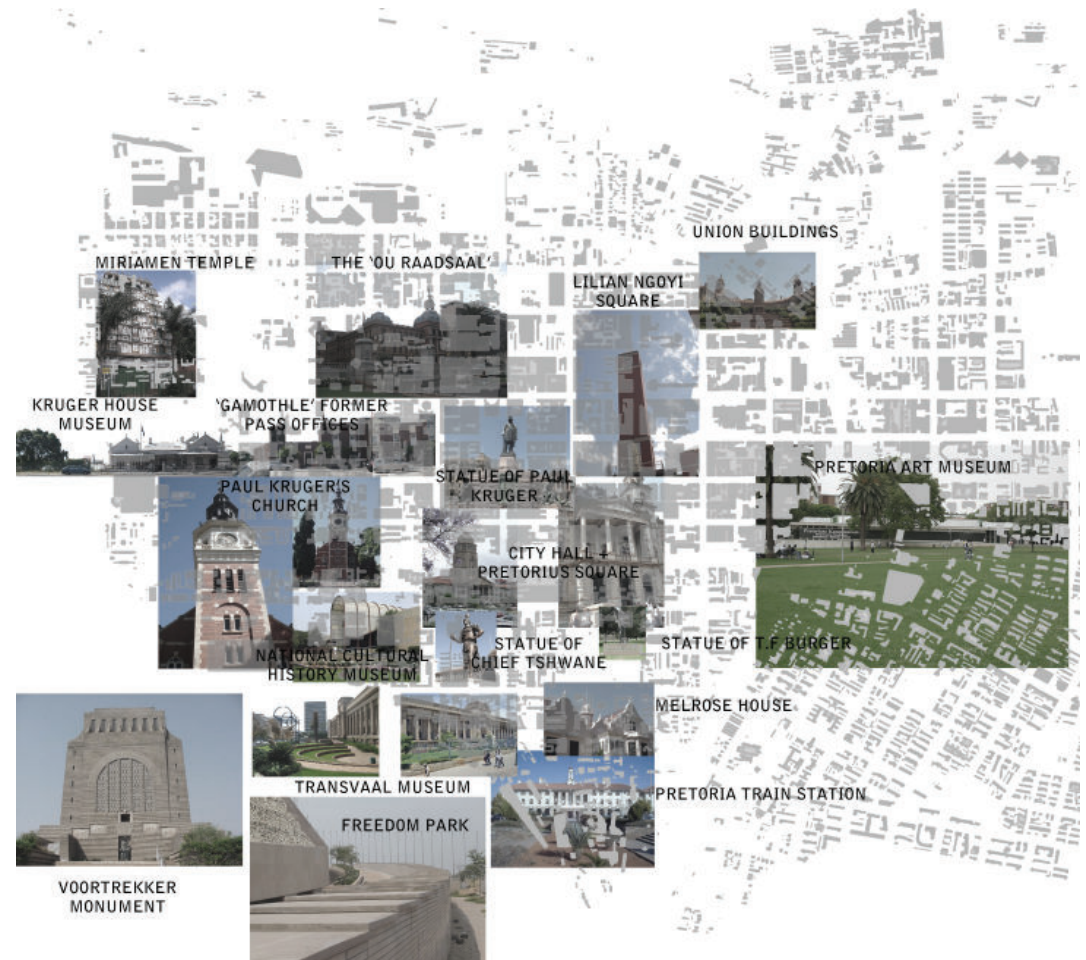 UNION BUILDINGS
MIRIAMEN TEMPLE
THE 'OU RAADSAAL'
LILIAN NGOYI
SQUARE
KRUGER HOUSE
MUSEUM
'GAMOTHLE' FORMER
PASS OFFICES
PRETORIA ART MUSEUM
STATUE OF PAUL
KRUGER
PAUL KRUGER'S
CHURCH
CITY HALL +
PRETORIUS SQUARE
STATUE OF
CHIEF TSHWANE
STATUE OF T.F BURGER
NATIONAL CULTURAL
HISTORY MUSEUM
MELROSE HOUSE
TRANSVAAL MUSEUM
PRETORIA TRAIN STATION
FREEDOM PARK
VOORTREKKER
MONUMENT